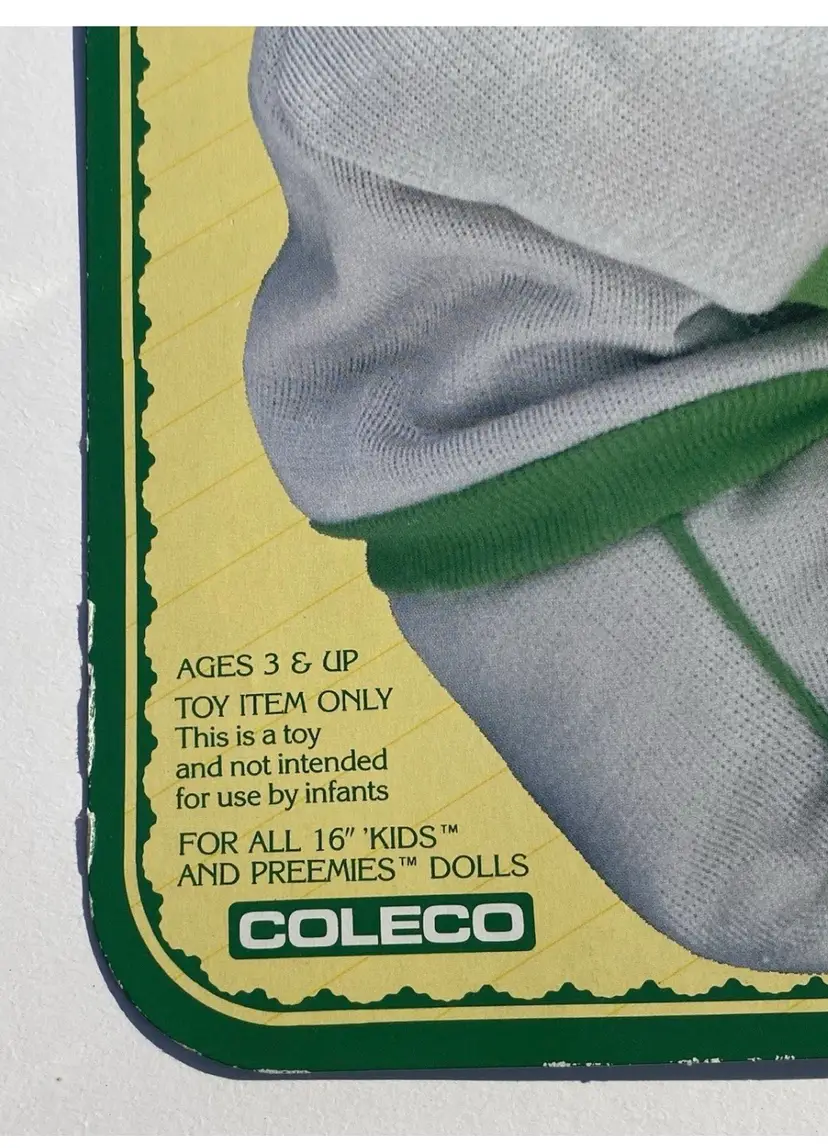 AGES 3 & UP
TOY ITEM ONLY
This is a toy
and not intended
for use by infants
FOR ALL 16" 'KIDS™
AND PREEMIES™ DOLLS
COLECO